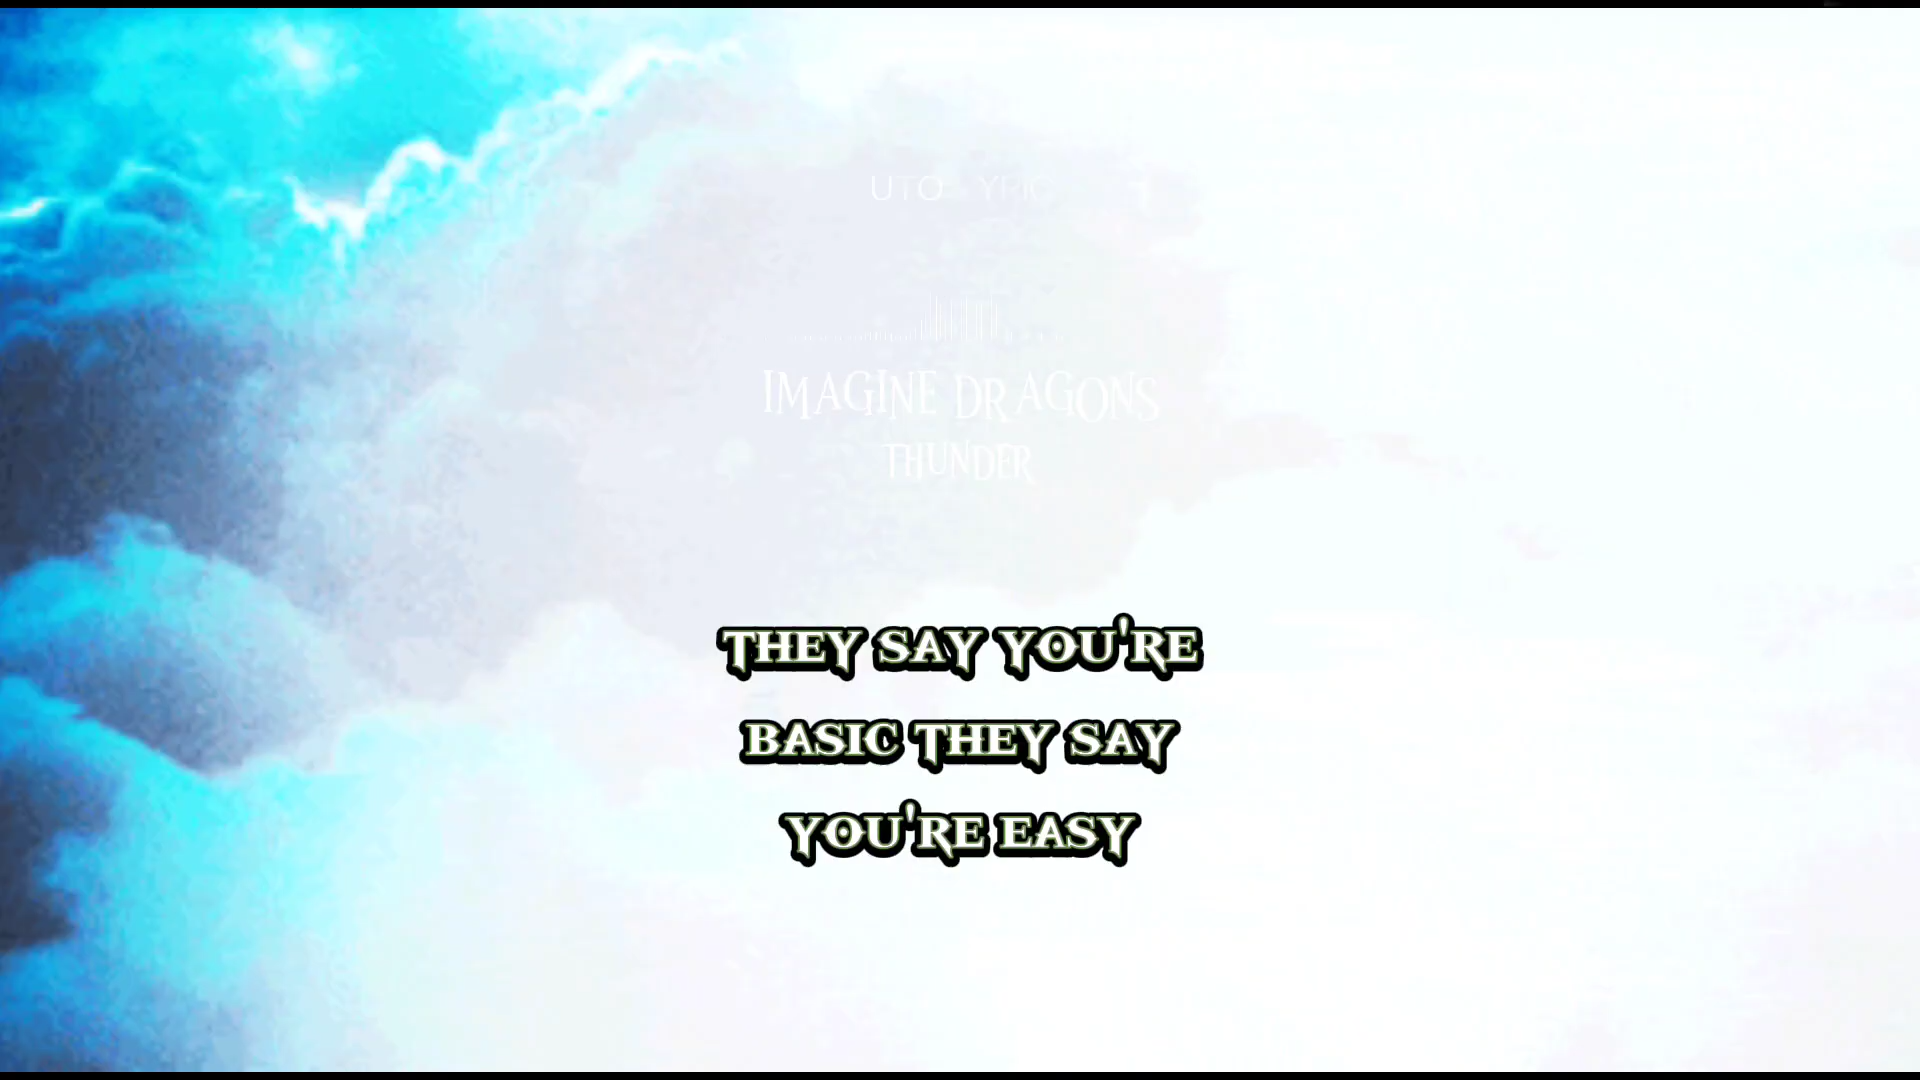 IMAGINE DRAGONS
THUNDER
THEY SAY YOU'RE
BASIC THEY SAY
YOU'RE EASY